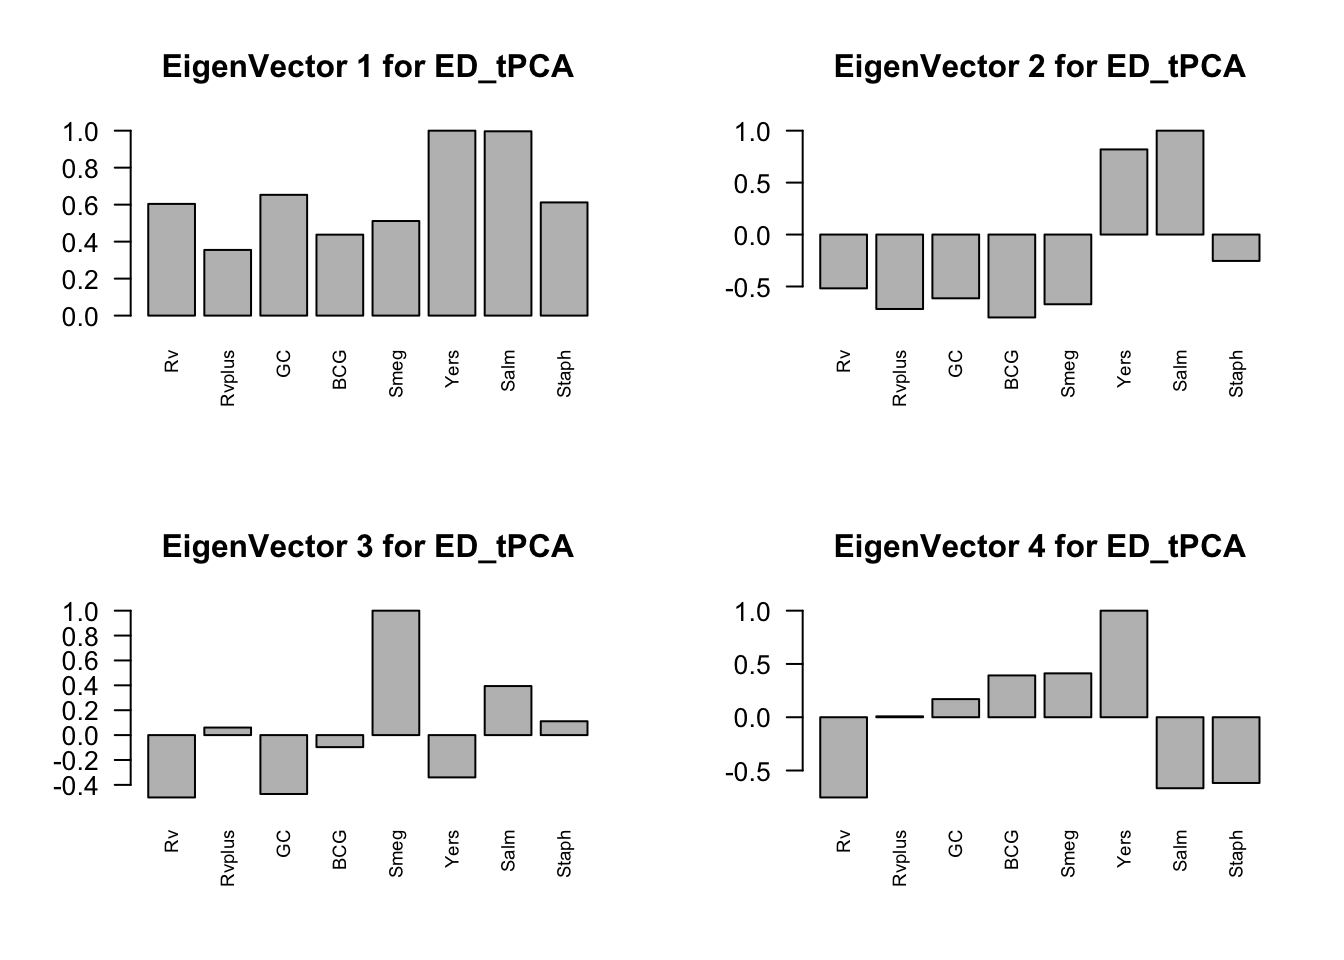 EigenVector 1 for ED_tPCA
1.0
0.8
0.6
0.4
0.2
0.0
Rv
Rvplus
GC
BCG
Smeg
Yers
Salm
Staph
EigenVector 2 for ED_tPCA
1.0
0.5
0.0
-0.5
Rv
Rvplus
GC
BCG
Smeg
Yers
Salm
Staph
EigenVector 3 for ED_tPCA
1.0
0.8
0.6
0.4
0.2
0.0
-0.2
-0.4
Rv
Rvplus
GC
BCG
Smeg
Yers
Salm
Staph
EigenVector 4 for ED_tPCA
1.0
0.5
0.0
-0.5
Rv
Rvplus
GC
BCG
Smeg
Yers
Salm
Staph